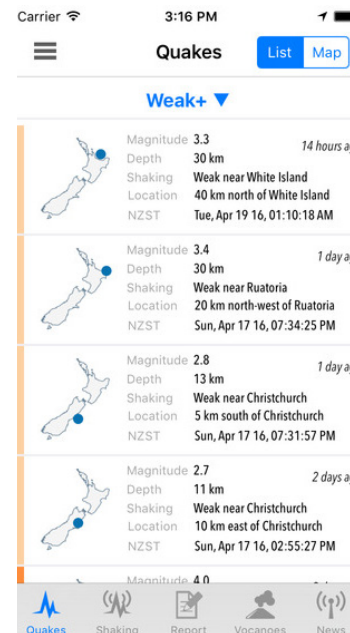 Carrier 3:16 PM
Quakes List Map
Weak+ ▼
Magnitude 3.3 14 hours a
Depth 30 km
Shaking Weak near White Island
Location 40 km north of White Island
NZST Tue, Apr 19 16, 01:10:18 AM
Magnitude 3.4 1 day a
Depth 30 km
Shaking Weak near Ruatoria
Location 20 km north-west of Ruatoria
NZST Sun, Apr 17 16, 07:34:25 PM
Magnitude 2.8 1 day a
Depth 13 km
Shaking Weak near Christchurch
Location 5 km south of Christchurch
NZST Sun, Apr 17 16, 07:31:57 PM
Magnitude 2.7 2 days a
Depth 11 km
Shaking Weak near Christchurch
Location 10 km east of Christchurch
NZST Sun, Apr 17 16, 02:55:27 PM
Magnitude 4.0
Quakes Shaking Report Vocanoes News